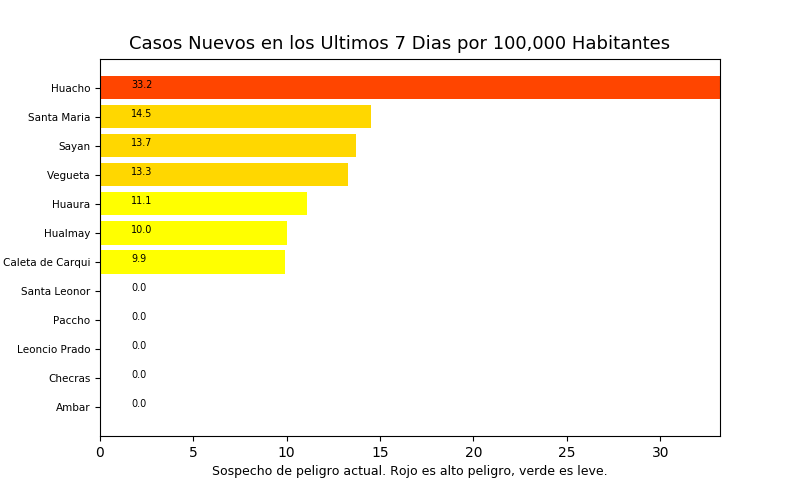 Casos Nuevos en los Ultimos 7 Dias por 100,000 Habitantes
Huacho 33.2
Santa Maria 14.5
Sayan 13.7
Vegueta 13.3
Huaura 11.1
Hualmay 10.0
Caleta de Carqui 9.9
Santa Leonor 0.0
Paccho 0.0
Leoncio Prado 0.0
Checras 0.0
Ambar 0.0
0 5 10 15 20 25 30
Sospecho de peligro actual. Rojo es alto peligro, verde es leve.